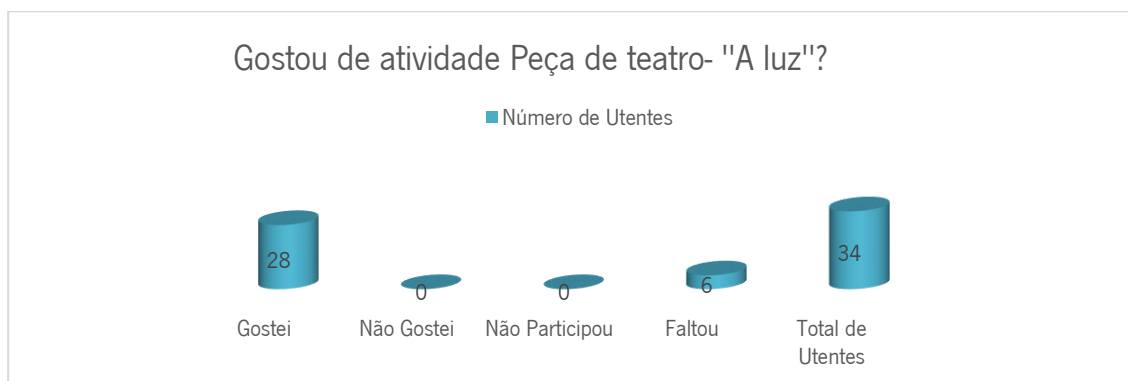 Gostou de atividade Peça de teatro- "A luz"?
Número de Utentes
28
0
0
6
34
Gostei
Não Gostei
Não Participou
Faltou
Total de
Utentes